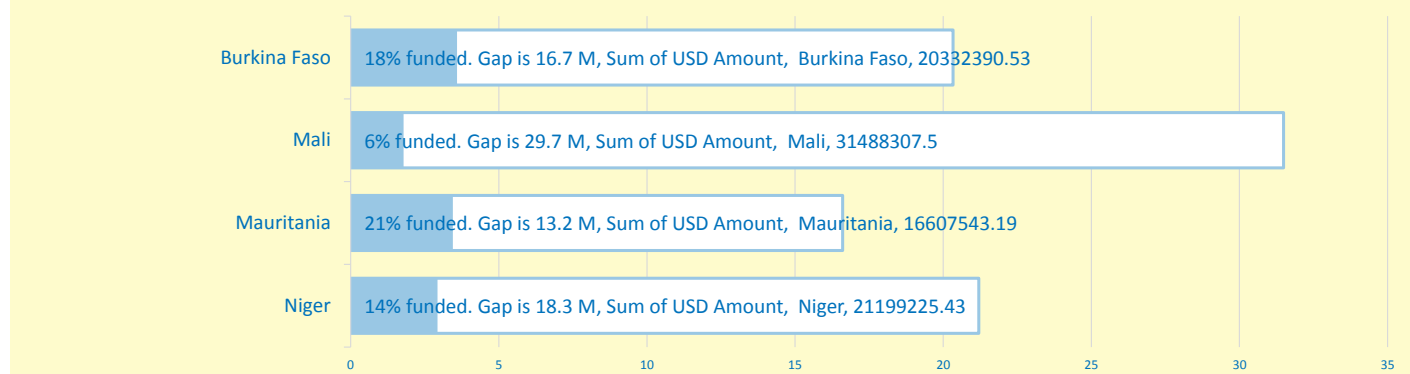 Burkina Faso 18% funded. Gap is 16.7 M, Sum of USD Amount,  Burkina Faso, 20332390.53
Mali 6% funded. Gap is 29.7 M, Sum of USD Amount,  Mali, 31488307.5
Mauritania 21% funded. Gap is 13.2 M, Sum of USD Amount,  Mauritania, 16607543.19
Niger 14% funded. Gap is 18.3 M, Sum of USD Amount,  Niger, 21199225.43
0 5 10 15 20 25 30 35